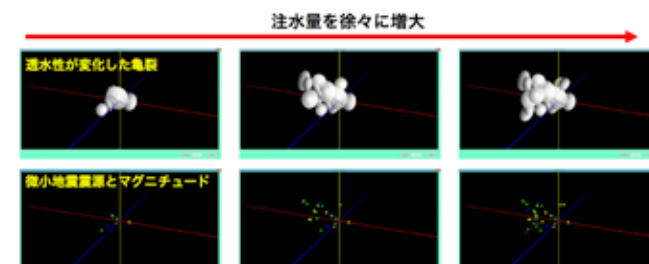 注水量を徐々に増大
透水性が変化した亀裂
微小地震震源とマグニチュード